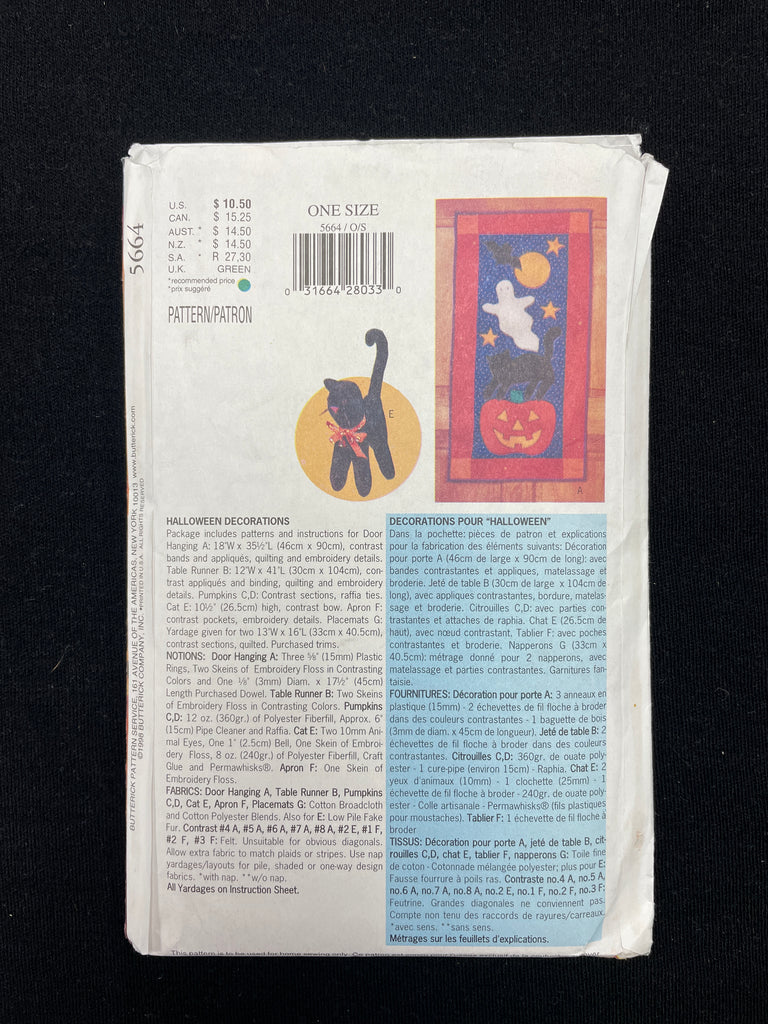 5664
BUTTERICK PATTERN SERVICE, 161 AVENUE OF THE AMERICAS, NEW YORK, NEW YORK 10013 www.butterick.com
©1998 BUTTERICK COMPANY, INC. •PRINTED IN U.S.A. ALL RIGHTS RESERVED
U.S. $ 10.50
CAN. $ 15.25
AUST. * $ 14.50
N.Z. * $ 14.50
S.A. * R 27,30
U.K. GREEN
*recommended price
*prix suggéré
PATTERN/PATRON
ONE SIZE
5664 / O/S
0 31664 28033 0
E
A
HALLOWEEN DECORATIONS
Package includes patterns and instructions for Door
Hanging A: 18"W x 35½"L (46cm x 90cm), contrast
bands and appliqués, quilting and embroidery details.
Table Runner B: 12"W x 41"L (30cm x 104cm), con-
trast appliqués and binding, quilting and embroidery
details. Pumpkins C,D: Contrast sections, raffia ties.
Cat E: 10½" (26.5cm) high, contrast bow. Apron F:
contrast pockets, embroidery details. Placemats G:
Yardage given for two 13"W x 16"L (33cm x 40.5cm),
contrast sections, quilted. Purchased trims.
NOTIONS: Door Hanging A: Three ⅝" (15mm) Plastic
Rings, Two Skeins of Embroidery Floss in Contrasting
Colors and One ⅛" (3mm) Diam. x 17½" (45cm)
Length Purchased Dowel. Table Runner B: Two Skeins
of Embroidery Floss in Contrasting Colors. Pumpkins
C,D: 12 oz. (360gr.) of Polyester Fiberfill, Approx. 6"
(15cm) Pipe Cleaner and Raffia. Cat E: Two 10mm Ani-
mal Eyes, One 1" (2.5cm) Bell, One Skein of Embroi-
dery Floss, 8 oz. (240gr.) of Polyester Fiberfill, Craft
Glue and Permawhisks®. Apron F: One Skein of
Embroidery Floss.
FABRICS: Door Hanging A, Table Runner B, Pumpkins
C,D, Cat E, Apron F, Placemats G: Cotton Broadcloth
and Cotton Polyester Blends. Also for E: Low Pile Fake
Fur. Contrast #4 A, #5 A, #6 A, #7 A, #8 A, #2 E, #1 F,
#2 F, #3 F: Felt. Unsuitable for obvious diagonals.
Allow extra fabric to match plaids or stripes. Use nap
yardages/layouts for pile, shaded or one-way design
fabrics. *with nap. **w/o nap.
All Yardages on Instruction Sheet.
DECORATIONS POUR "HALLOWEEN"
Dans la pochette: pièces de patron et explications
pour la fabrication des éléments suivants: Décoration
pour porte A (46cm de large x 90cm de long): avec
bandes contrastantes et appliques, matelassage et
broderie. Jeté de table B (30cm de large x 104cm de
long), avec appliques contrastantes, bordure, matelas-
sage et broderie. Citrouilles C,D: avec parties con-
trastantes et attaches de raphia. Chat E (26.5cm de
haut), avec nœud contrastant. Tablier F: avec poches
contrastantes et broderie. Napperons G (33cm x
40.5cm): métrage donné pour 2 napperons, avec
matelassage et parties contrastantes. Garnitures fan-
taisie.
FOURNITURES: Décoration pour porte A: 3 anneaux en
plastique (15mm) - 2 échevettes de fil floche à broder
dans des couleurs contrastantes - 1 baguette de bois
(3mm de diam. x 45cm de longueur). Jeté de table B: 2
échevettes de fil floche à broder dans des couleurs
contrastantes. Citrouilles C,D: 360gr. de ouate poly-
ester - 1 cure-pipe (environ 15cm) - Raphia. Chat E: 2
yeux d'animaux (10mm) - 1 clochette (25mm) - 1
échevette de fil floche à broder - 240gr. de ouate poly-
ester - Colle artisanale - Permawhisks® (fils plastiques
pour moustaches). Tablier F: 1 échevette de fil floche à
broder
TISSUS: Décoration pour porte A, jeté de table B, cit-
rouilles C,D, chat E, tablier F, napperons G: Toile fine
de coton - Cotonnade mélangée polyester; plus pour E:
Fausse fourrure à poils ras. Contraste no.4 A, no.5 A,
no.6 A, no.7 A, no.8 A, no.2 E, no.1 F, no.2 F, no.3 F:
Feutrine. Grandes diagonales ne conviennent pas.
Compte non tenu des raccords de rayures/carreaux.
*avec sens. **sans sens.
Métrages sur les feuillets d'explications.
This pattern is to be used for home sewing only.